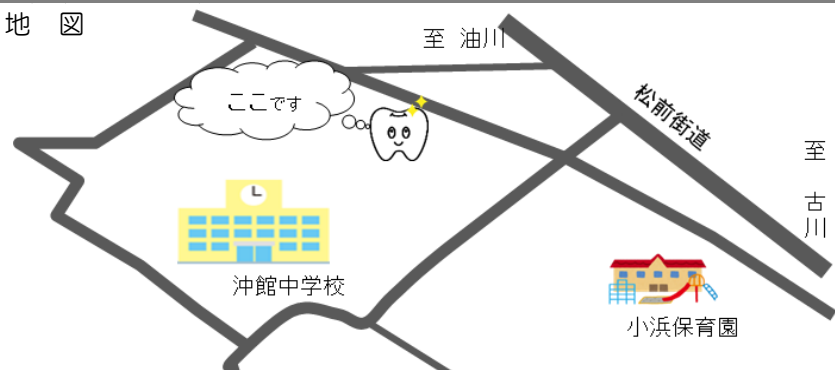 地 図
至 油川
ここです
松前街道
至 古川
沖館中学校
小浜保育園